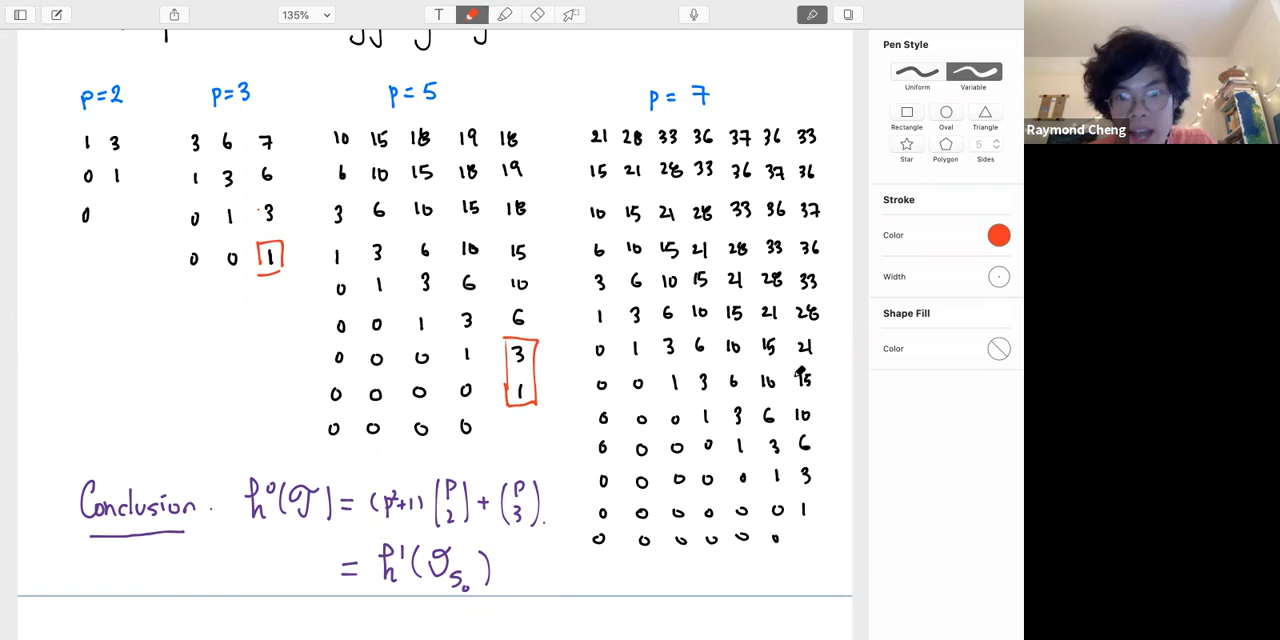 135%
T
Pen Style
Uniform
Variable
Rectangle
Oval
Triangle
Star
Polygon
5
Sides
Stroke
Color
Width
Shape Fill
Color
Raymond Cheng
p=2
1 3
0 1
0
p=3
3 6 7
1 3 6
0 1 3
0 0 1
p=5
10 15 18 19 18
6 10 15 18 19
3 6 10 15 18
1 3 6 10 15
0 1 3 6 10
0 0 1 3 6
0 0 0 1 3
0 0 0 0 1
0 0 0 0
p=7
21 28 33 36 37 36 33
15 21 28 33 36 37 36
10 15 21 28 33 36 37
6 10 15 21 28 33 36
3 6 10 15 21 28 33
1 3 6 10 15 21 28
0 1 3 6 10 15 21
0 0 1 3 6 10 15
0 0 0 1 3 6 10
0 0 0 0 1 3 6
0 0 0 0 0 1 3
0 0 0 0 0 0 1
0 0 0 0 0 0
Conclusion. h⁰(𝒯) = (p²+1) (p 2) + (p 3).
= h¹(𝒪_S₀)